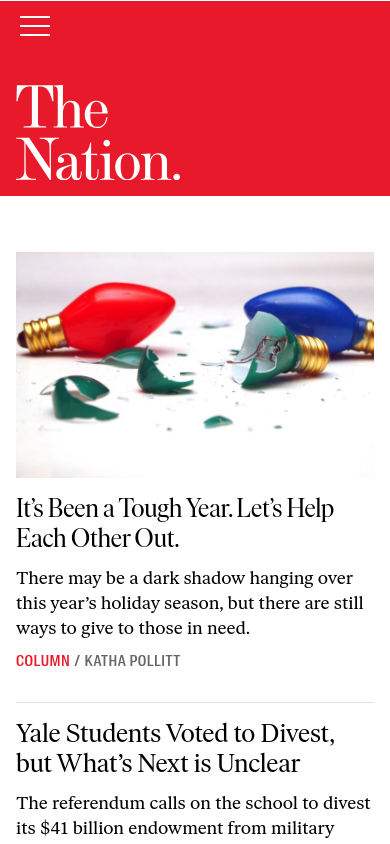 The
Nation.
It’s Been a Tough Year. Let’s Help
Each Other Out.
There may be a dark shadow hanging over
this year’s holiday season, but there are still
ways to give to those in need.
COLUMN / KATHA POLLITT
Yale Students Voted to Divest,
but What’s Next is Unclear
The referendum calls on the school to divest
its $41 billion endowment from military